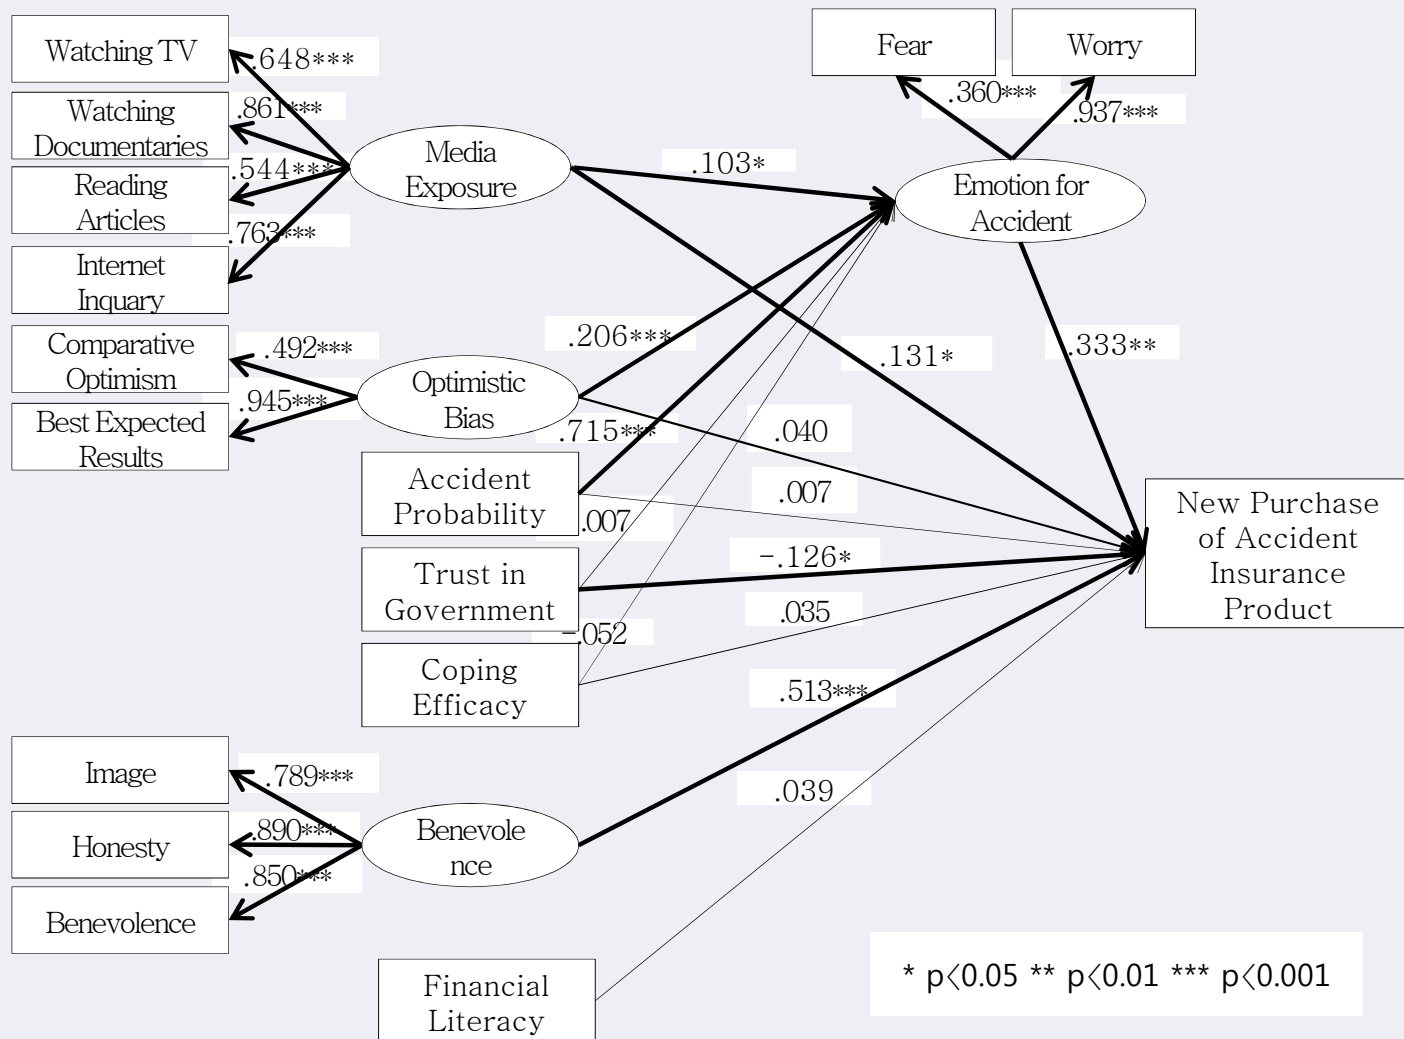 Watching TV
.648***
Watching
Documentaries
.861***
Reading
Articles
.544***
Internet
Inquary
.763***
Media
Exposure
Fear
Worry
.360***
.937***
.103*
Emotion for
Accident
Comparative
Optimism
.492***
Best Expected
Results
.945***
Optimistic
Bias
.206***
.131*
.333**
.715***
.040
Accident
Probability
.007
.007
Trust in
Government
-.126*
-.052
.035
Coping
Efficacy
New Purchase
of Accident
Insurance
Product
.513***
Image
.789***
Honesty
.890***
Benevolence
.850***
Benevole
nce
.039
Financial
Literacy
* p<0.05 ** p<0.01 *** p<0.001